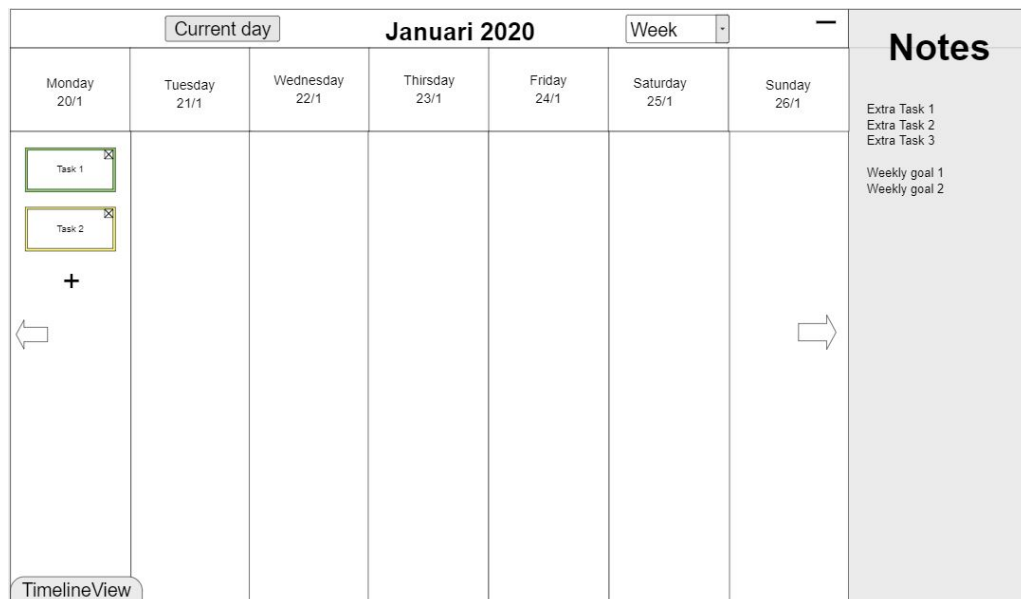 Current day
Januari 2020
Week
Notes
Monday
20/1
Tuesday
21/1
Wednesday
22/1
Thirsday
23/1
Friday
24/1
Saturday
25/1
Sunday
26/1
Task 1
Task 2
+
Extra Task 1
Extra Task 2
Extra Task 3
Weekly goal 1
Weekly goal 2
TimelineView